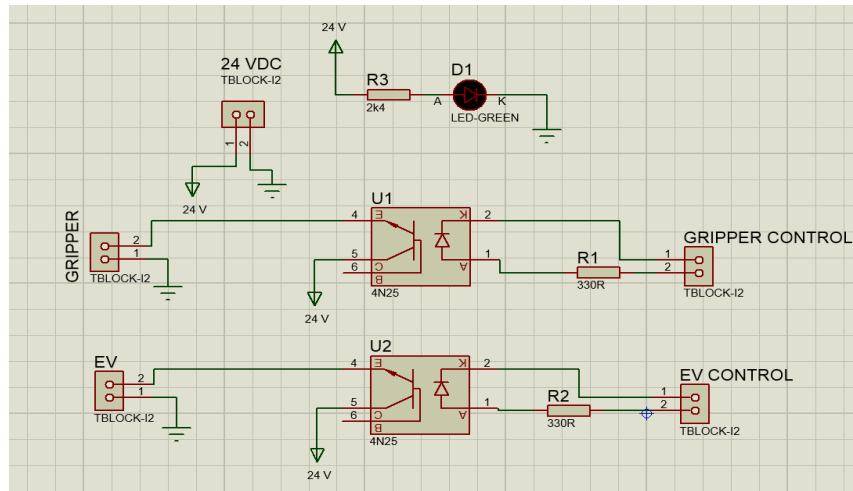 24 V
R3
2k4
D1
A
K
LED-GREEN
24 VDC
TBLOCK-I2
1
2
24 V
U1
4
E
K
2
5
C
A
1
6
B
4N25
24 V
GRIPPER
2
1
TBLOCK-I2
R1
330R
GRIPPER CONTROL
1
2
TBLOCK-I2
U2
4
E
K
2
5
C
A
1
6
B
4N25
24 V
EV
2
1
TBLOCK-I2
R2
330R
EV CONTROL
1
2
TBLOCK-I2